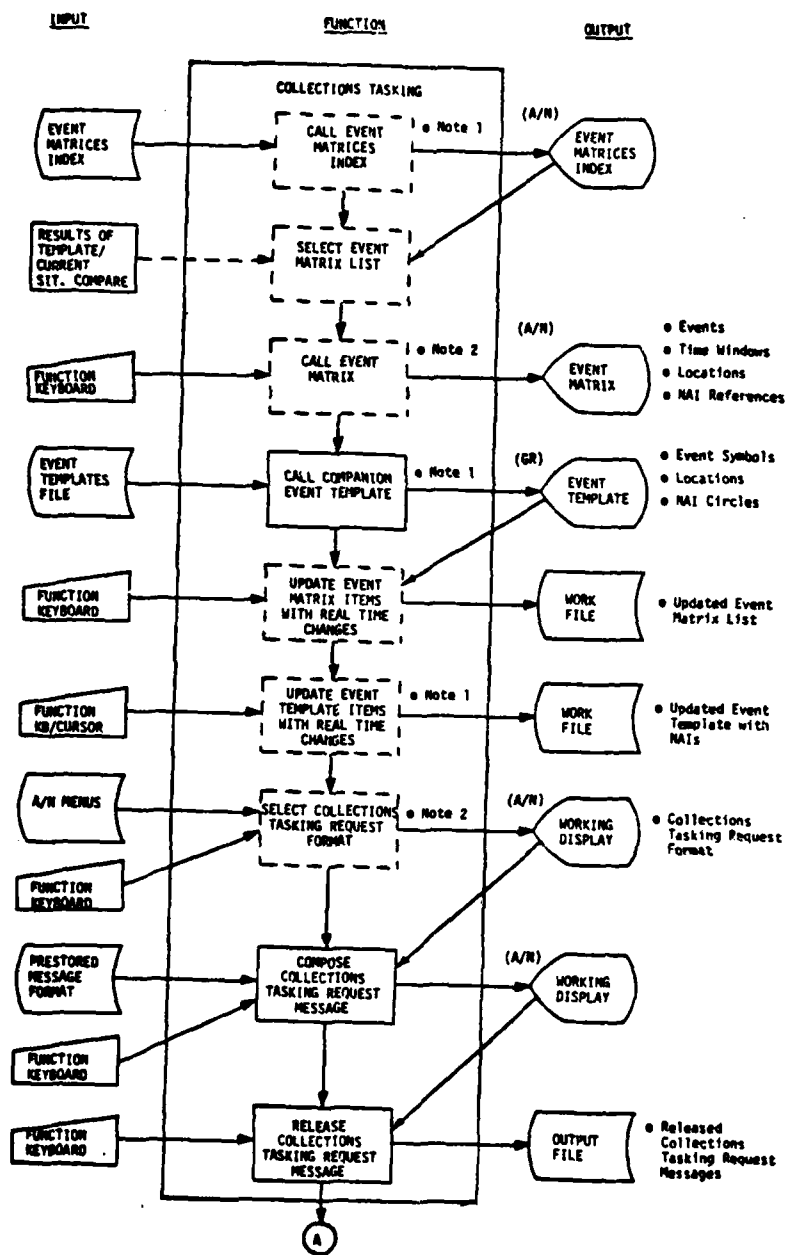 INPUT
FUNCTION
OUTPUT
COLLECTIONS TASKING
EVENT
MATRICES
INDEX
CALL EVENT
MATRICES
INDEX
● Note 1
(A/N)
EVENT
MATRICES
INDEX
RESULTS OF
TEMPLATE/
CURRENT
SIT. COMPARE
SELECT EVENT
MATRIX LIST
FUNCTION
KEYBOARD
CALL EVENT
MATRIX
● Note 2
(A/N)
EVENT
MATRIX
● Events
● Time Windows
● Locations
● NAI References
EVENT
TEMPLATES
FILE
CALL COMPANION
EVENT TEMPLATE
● Note 1
(GR)
EVENT
TEMPLATE
● Event Symbols
● Locations
● NAI Circles
FUNCTION
KEYBOARD
UPDATE EVENT
MATRIX ITEMS
WITH REAL TIME
CHANGES
WORK
FILE
● Updated Event
Matrix List
FUNCTION
KB/CURSOR
UPDATE EVENT
TEMPLATE ITEMS
WITH REAL TIME
CHANGES
● Note 1
WORK
FILE
● Updated Event
Template with
NAIs
A/N MENUS
FUNCTION
KEYBOARD
SELECT COLLECTIONS
TASKING REQUEST
FORMAT
● Note 2
(A/N)
WORKING
DISPLAY
● Collections
Tasking Request
Format
PRESTORED
MESSAGE
FORMAT
FUNCTION
KEYBOARD
COMPOSE
COLLECTIONS
TASKING REQUEST
MESSAGE
(A/N)
WORKING
DISPLAY
FUNCTION
KEYBOARD
RELEASE
COLLECTIONS
TASKING REQUEST
MESSAGE
OUTPUT
FILE
● Released
Collections
Tasking Request
Messages
A